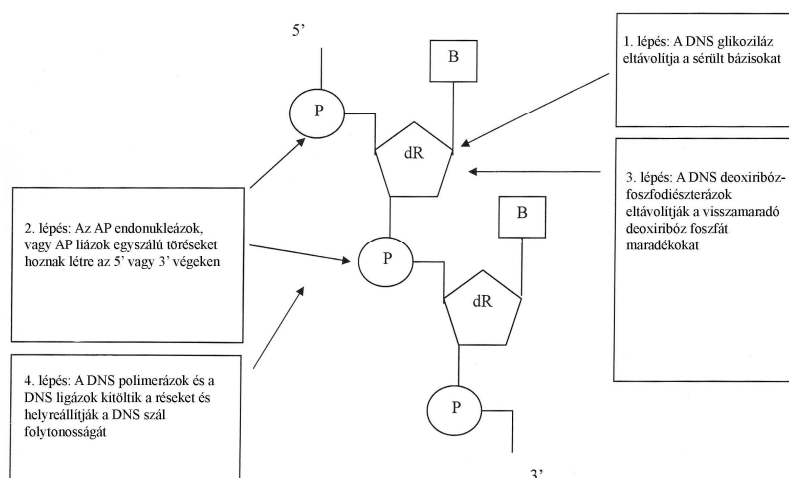 5’
B
1. lépés: A DNS glikoziláz
eltávolítja a sérült bázisokat
P
dR
3. lépés: A DNS deoxiribóz-
foszfodiészterázok
eltávolítják a visszamaradó
deoxiribóz foszfát
maradékokat
B
2. lépés: Az AP endonukleázok,
vagy AP liázok egyszálú töréseket
hoznak létre az 5’ vagy 3’ végeken
P
dR
4. lépés: A DNS polimerázok és a
DNS ligázok kitöltik a réseket és
helyreállítják a DNS szál
folytonosságát
P
3’